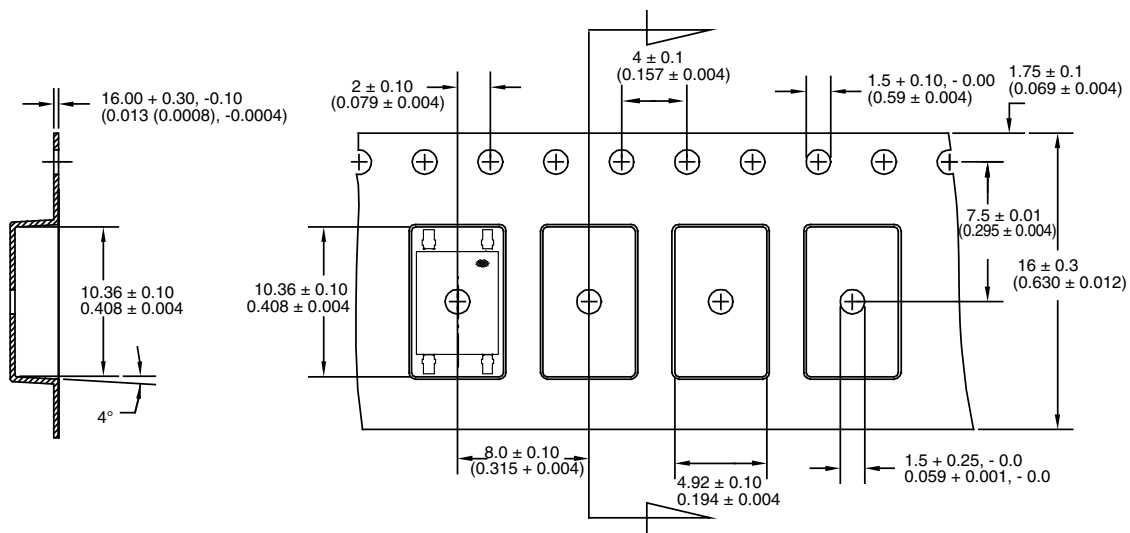 16.00 + 0.30, -0.10
(0.013 (0.0008), -0.0004)
2 ± 0.10
(0.079 ± 0.004)
4 ± 0.1
(0.157 ± 0.004)
1.5 + 0.10, - 0.00
(0.59 ± 0.004)
1.75 ± 0.1
(0.069 ± 0.004)
7.5 ± 0.01
(0.295 ± 0.004)
16 ± 0.3
(0.630 ± 0.012)
10.36 ± 0.10
0.408 ± 0.004
10.36 ± 0.10
0.408 ± 0.004
4°
8.0 ± 0.10
(0.315 + 0.004)
4.92 ± 0.10
0.194 ± 0.004
1.5 + 0.25, - 0.0
0.059 + 0.001, - 0.0